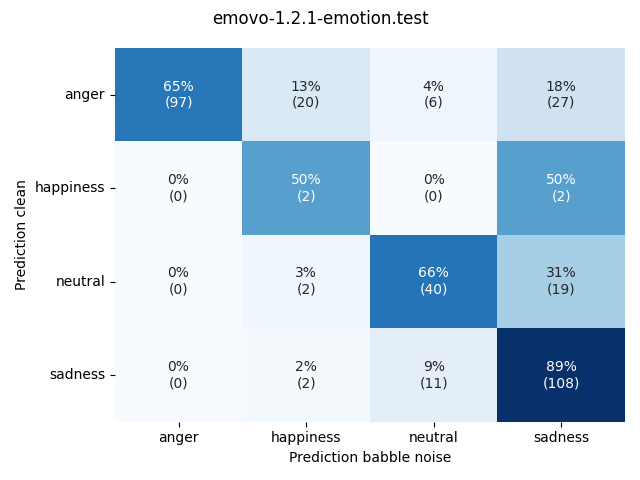 emovo-1.2.1-emotion.test
Prediction clean
anger
65%
(97)
13%
(20)
4%
(6)
18%
(27)
happiness
0%
(0)
50%
(2)
0%
(0)
50%
(2)
neutral
0%
(0)
3%
(2)
66%
(40)
31%
(19)
sadness
0%
(0)
2%
(2)
9%
(11)
89%
(108)
anger
happiness
neutral
sadness
Prediction babble noise